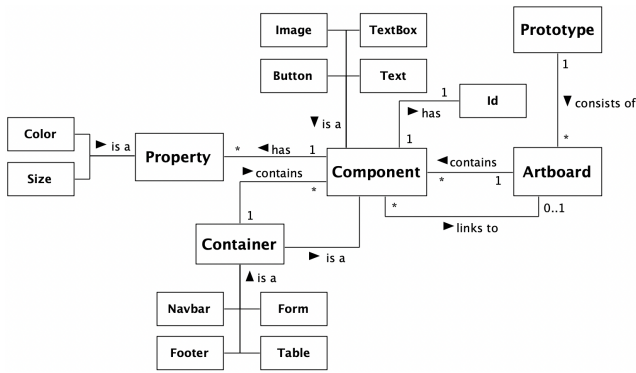 Image
TextBox
Prototype
Button
Text
1
1
Id
▼ consists of
▶ has
Color
▶ is a
▼ is a
1
*
Property
*
◀ has
1
Component
◀ contains
Artboard
Size
▶ contains
*
*
1
1
*
0..1
▶ links to
Container
▶ is a
▲ is a
Navbar
Form
Footer
Table